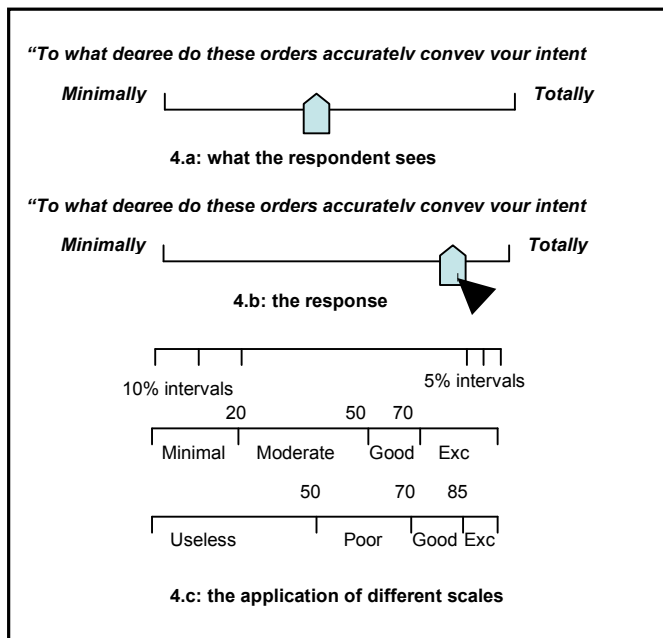 “To what degree do these orders accurately convey your intent
Minimally Totally
4.a: what the respondent sees
“To what degree do these orders accurately convey your intent
Minimally Totally
4.b: the response
10% intervals 5% intervals
20 50 70
Minimal Moderate Good Exc
50 70 85
Useless Poor Good Exc
4.c: the application of different scales